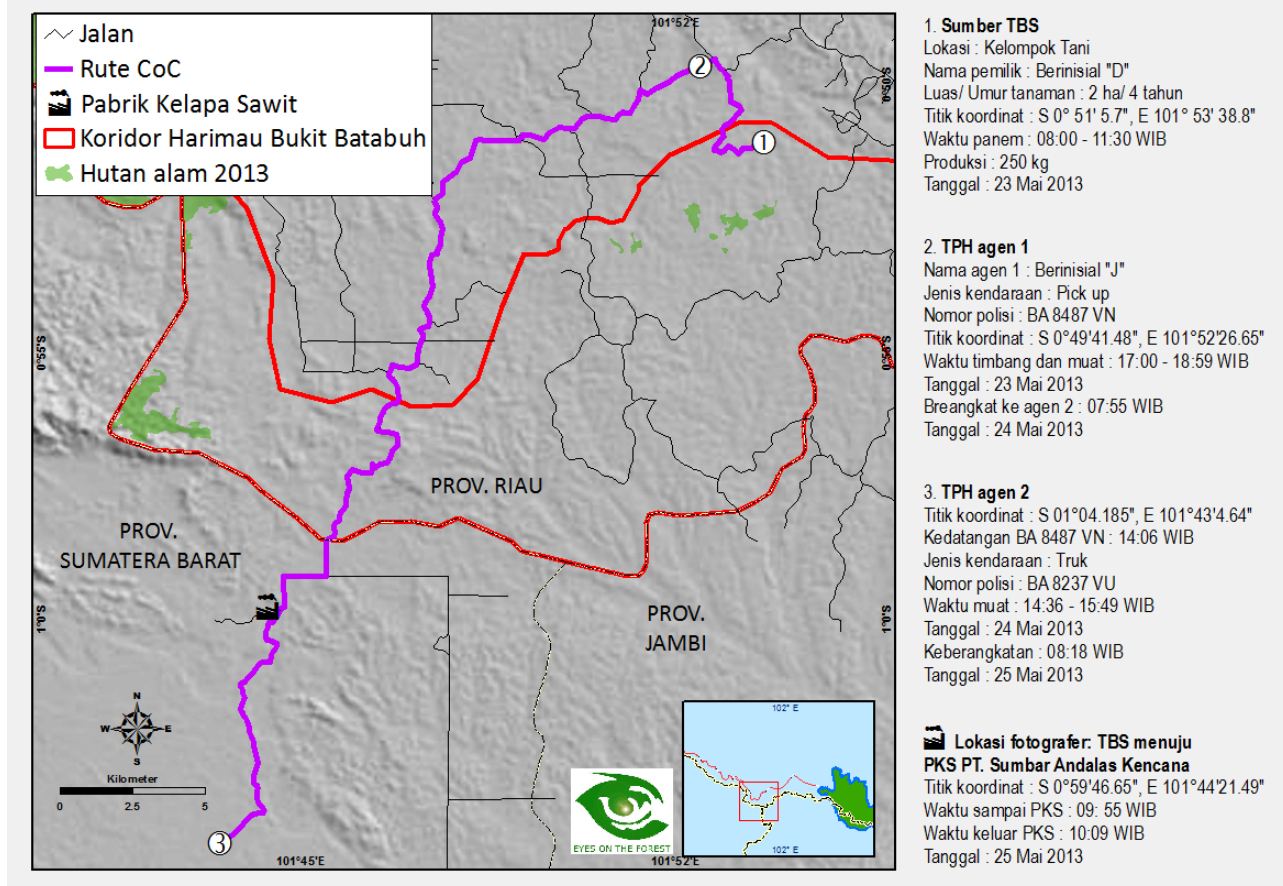 Jalan
Rute CoC
Pabrik Kelapa Sawit
Koridor Harimau Bukit Batabuh
Hutan alam 2013
101°52'E
0°50'S
2
1
0°55'S
0°55'S
PROV. RIAU
PROV.
SUMATERA BARAT
PROV.
JAMBI
1°0'S
1°0'S
N
W E
S
Kilometer
0 2.5 5
3
101°45'E
101°52'E
EYES ON THE FOREST
102° E
102° E
1. Sumber TBS
Lokasi : Kelompok Tani
Nama pemilik : Berinisial "D"
Luas/ Umur tanaman : 2 ha/ 4 tahun
Titik koordinat : S 0° 51' 5.7", E 101° 53' 38.8"
Waktu panem : 08:00 - 11:30 WIB
Produksi : 250 kg
Tanggal : 23 Mai 2013
2. TPH agen 1
Nama agen 1 : Berinisial "J"
Jenis kendaraan : Pick up
Nomor polisi : BA 8487 VN
Titik koordinat : S 0°49'41.48", E 101°52'26.65"
Waktu timbang dan muat : 17:00 - 18:59 WIB
Tanggal : 23 Mai 2013
Breangkat ke agen 2 : 07:55 WIB
Tanggal : 24 Mai 2013
3. TPH agen 2
Titik koordinat : S 01°04.185", E 101°43'4.64"
Kedatangan BA 8487 VN : 14:06 WIB
Jenis kendaraan : Truk
Nomor polisi : BA 8237 VU
Waktu muat : 14:36 - 15:49 WIB
Tanggal : 24 Mai 2013
Keberangkatan : 08:18 WIB
Tanggal : 25 Mai 2013
Lokasi fotografer: TBS menuju
PKS PT. Sumbar Andalas Kencana
Titik koordinat : S 0°59'46.65", E 101°44'21.49"
Waktu sampai PKS : 09: 55 WIB
Waktu keluar PKS : 10:09 WIB
Tanggal : 25 Mai 2013